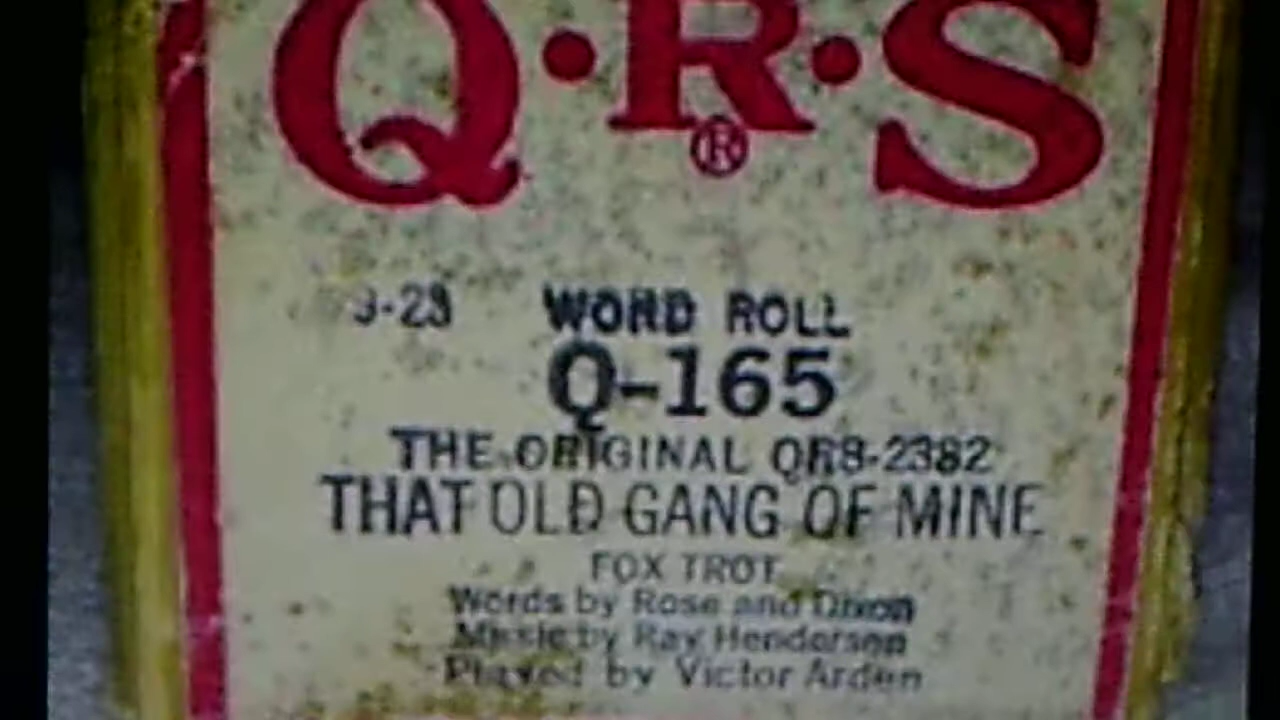 Q·R·S
®
9-23 WORD ROLL
Q-165
THE ORIGINAL QRS-2382
THAT OLD GANG OF MINE
FOX TROT
Words by Rose and Dixon
Music by Ray Henderson
Played by Victor Arden